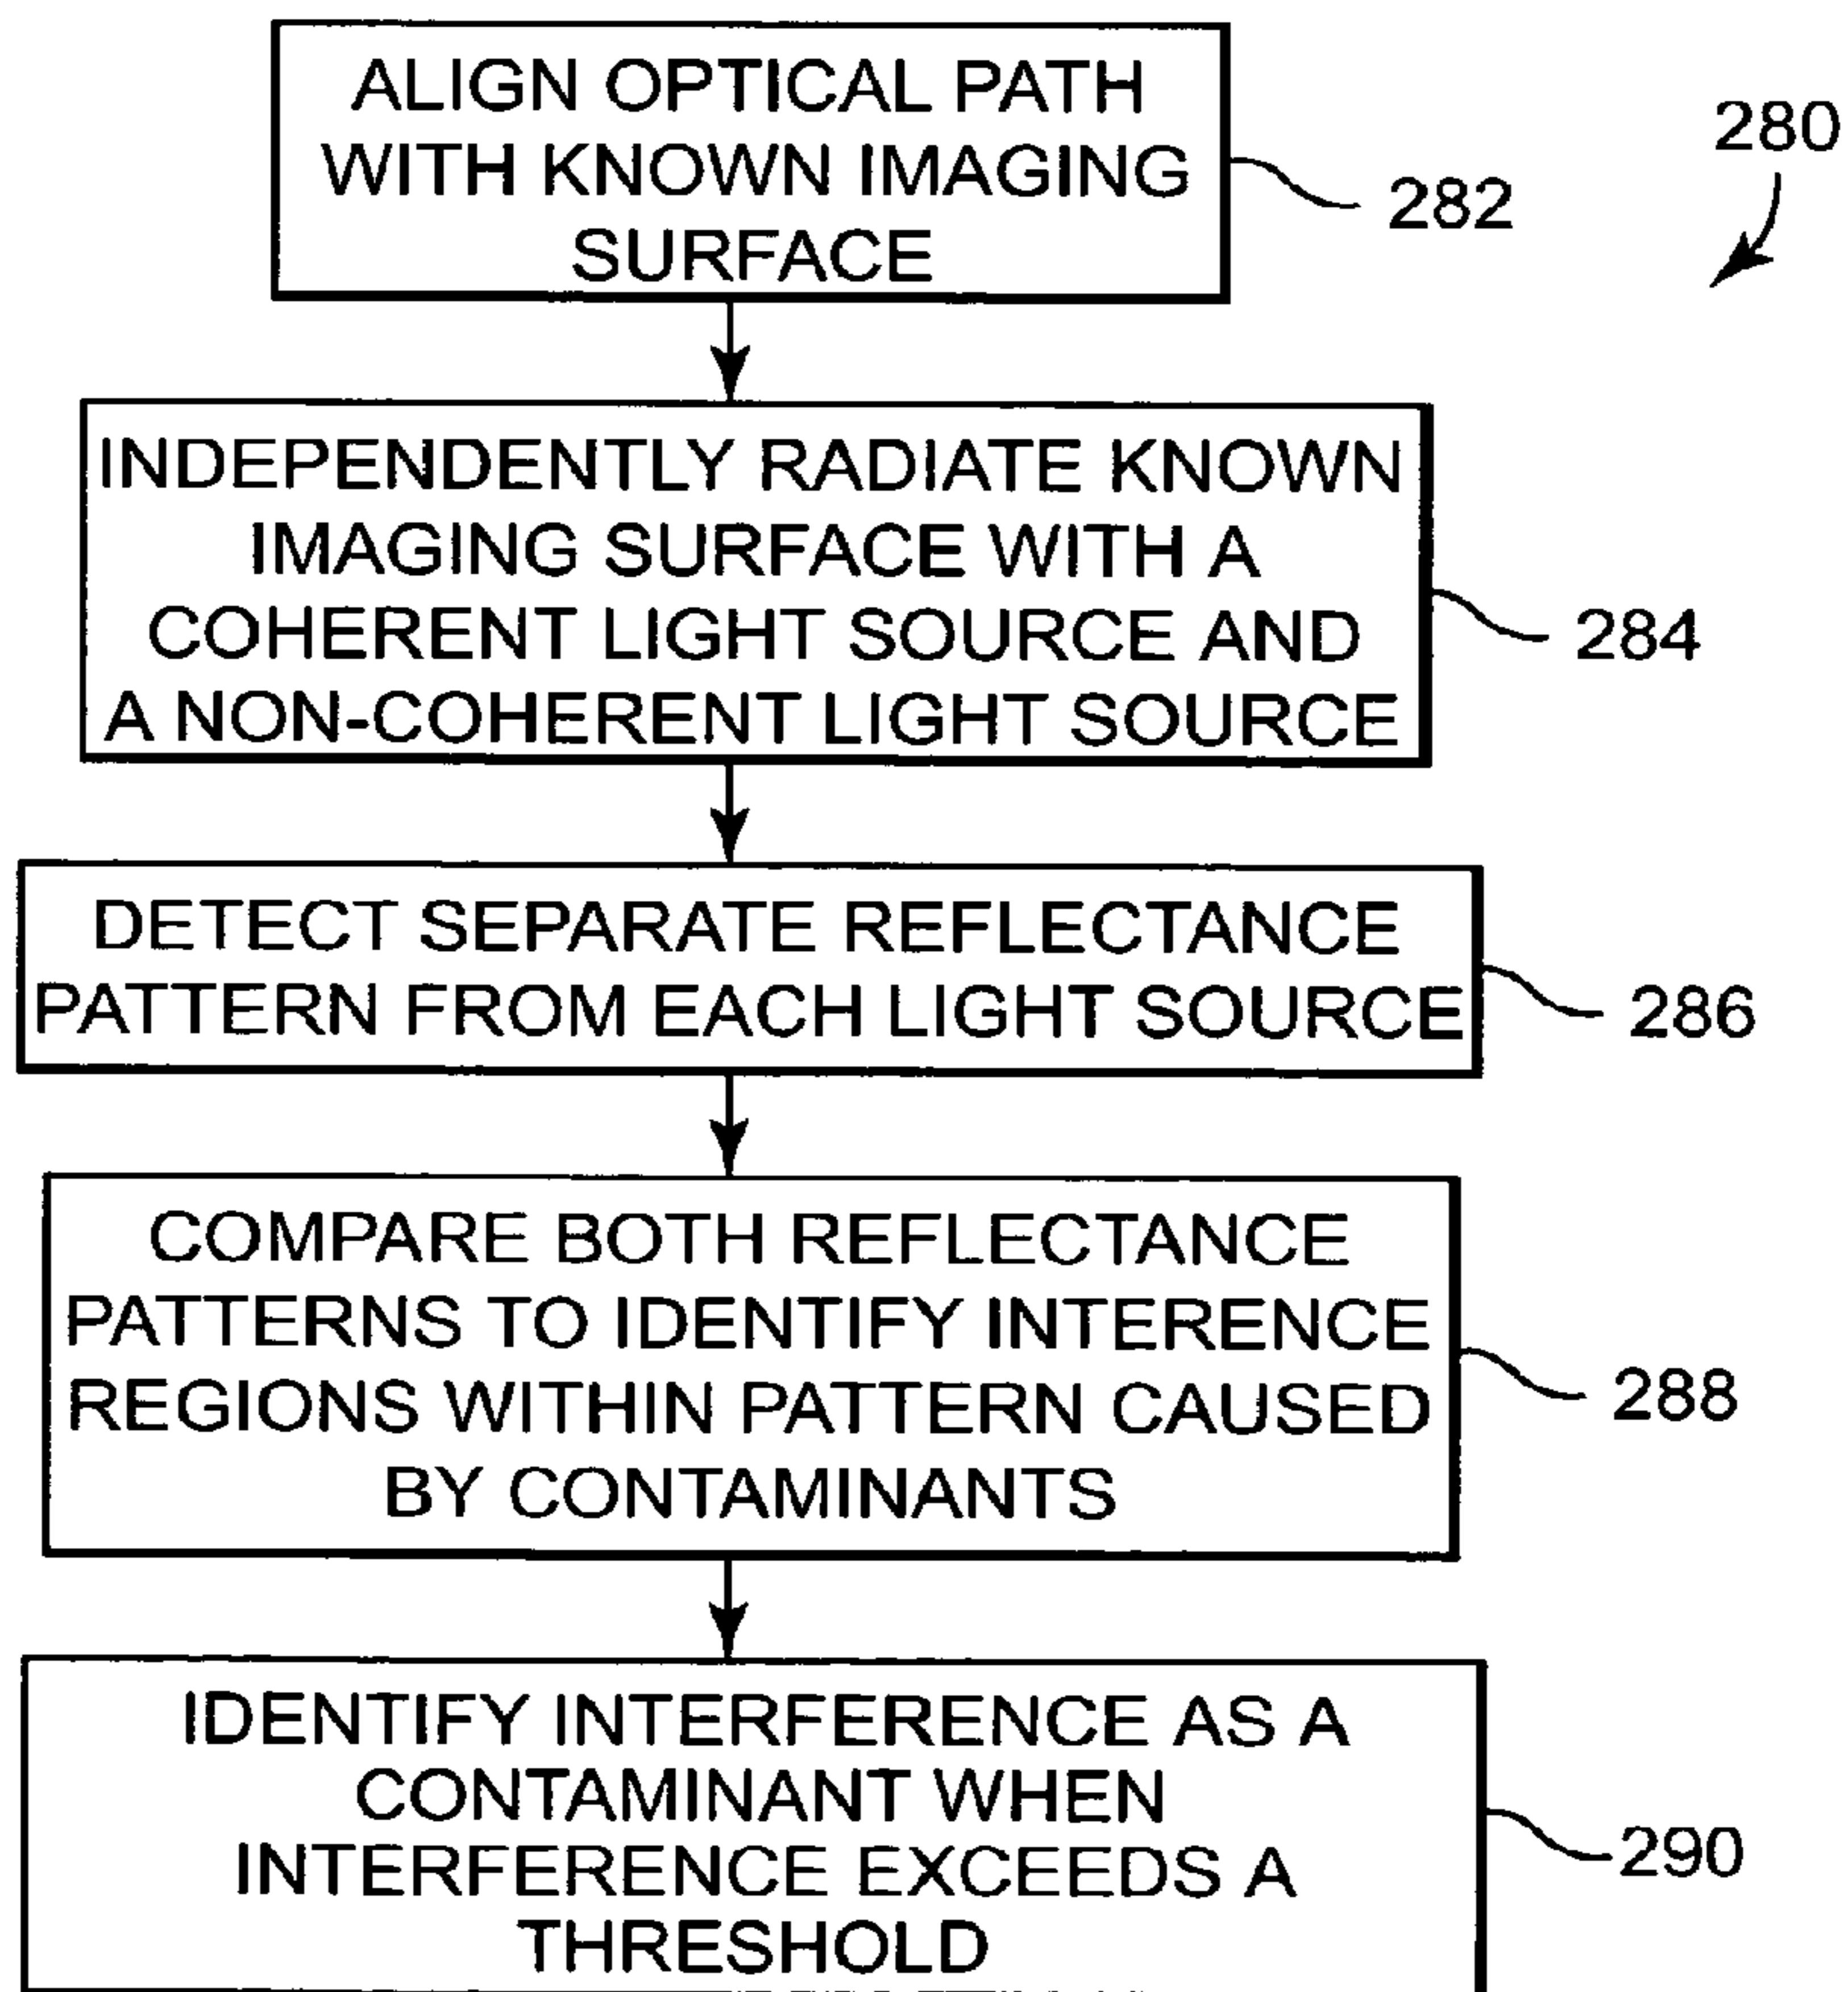 ALIGN OPTICAL PATH
WITH KNOWN IMAGING
SURFACE
280
282
INDEPENDENTLY RADIATE KNOWN
IMAGING SURFACE WITH A
COHERENT LIGHT SOURCE AND
A NON-COHERENT LIGHT SOURCE
284
DETECT SEPARATE REFLECTANCE
PATTERN FROM EACH LIGHT SOURCE
286
COMPARE BOTH REFLECTANCE
PATTERNS TO IDENTIFY INTERENCE
REGIONS WITHIN PATTERN CAUSED
BY CONTAMINANTS
288
IDENTIFY INTERFERENCE AS A
CONTAMINANT WHEN
INTERFERENCE EXCEEDS A
THRESHOLD
290